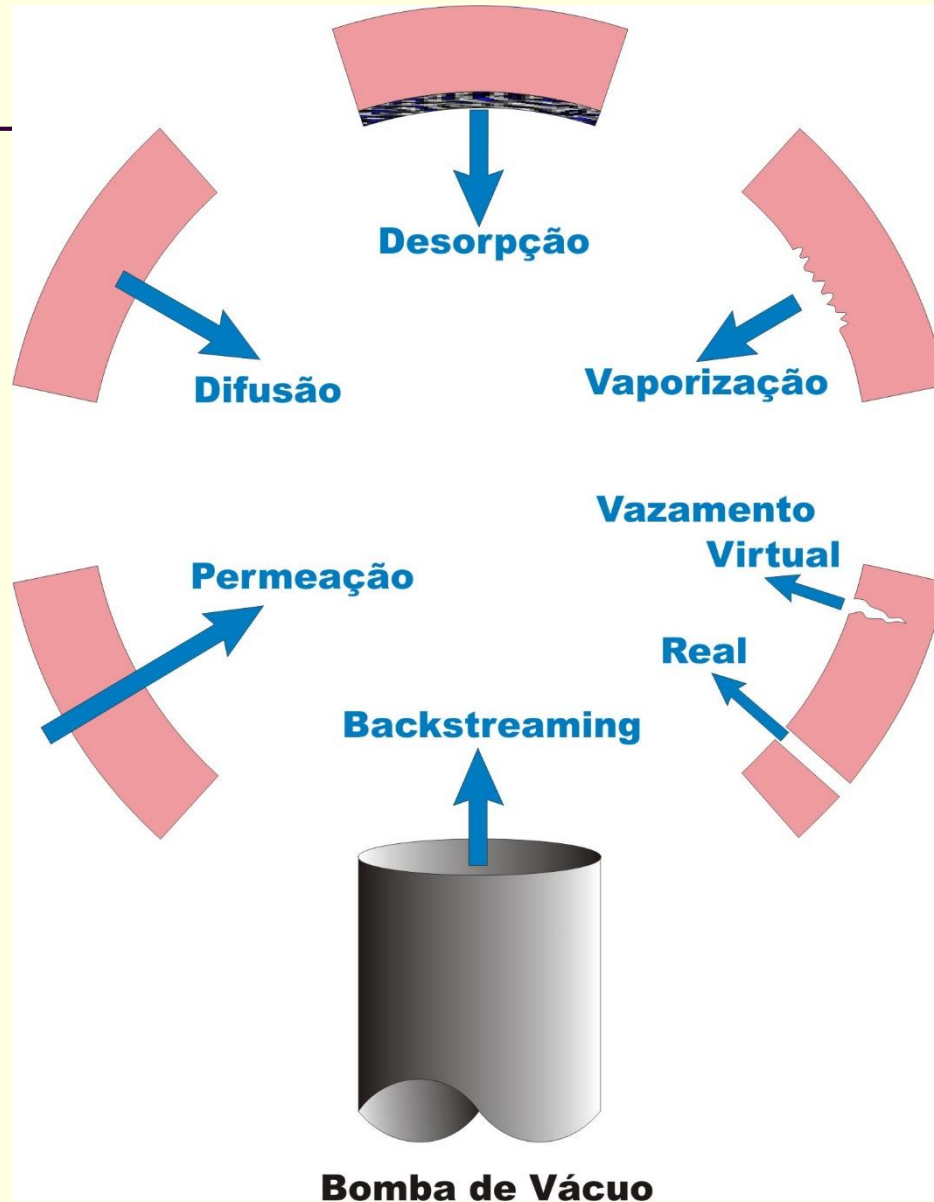 Desorpção
Difusão
Vaporização
Vazamento
Virtual
Permeação
Real
Backstreaming
Bomba de Vácuo